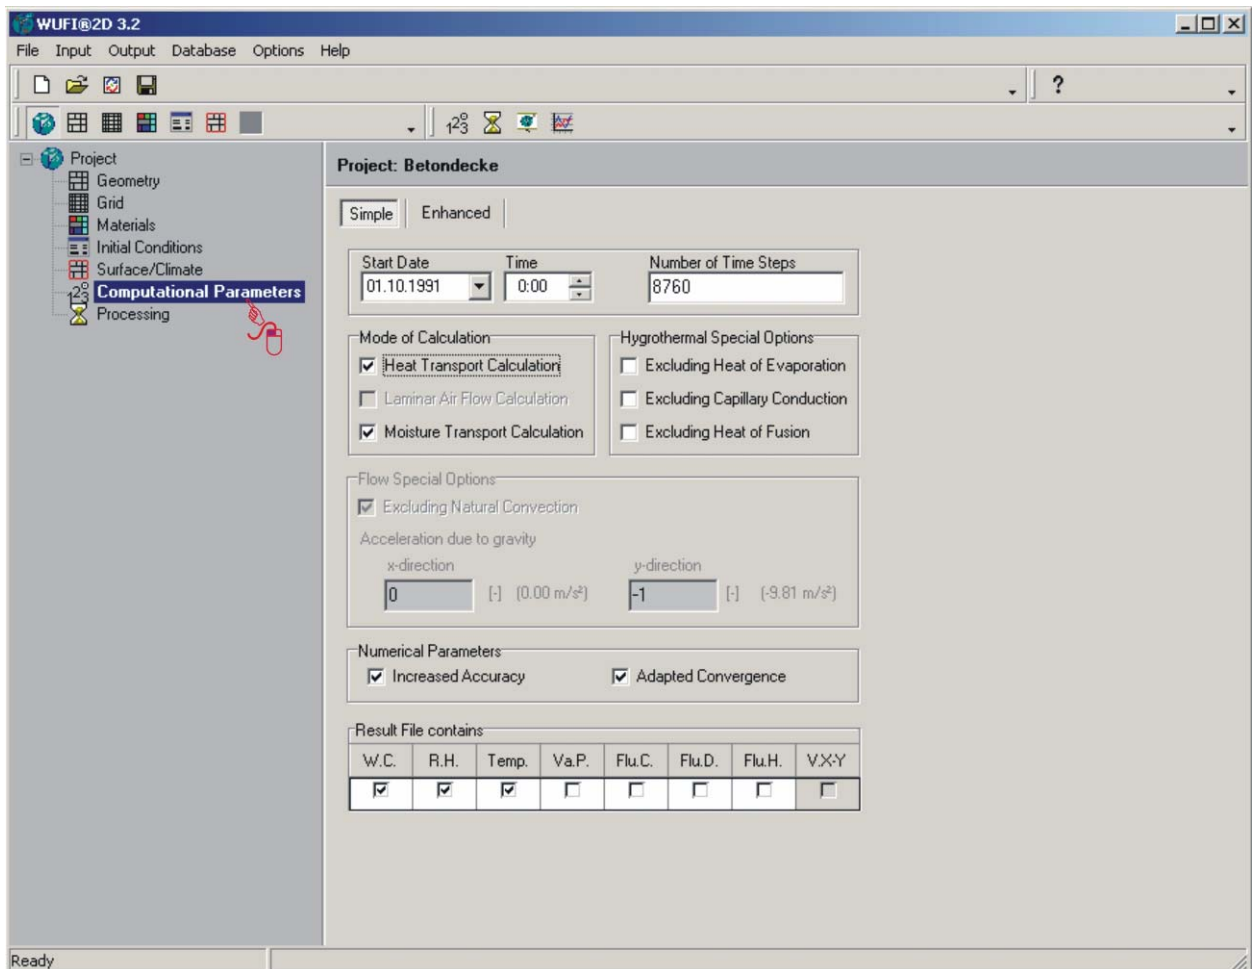 WUFI®2D 3.2
File Input Output Database Options Help
?
Project
Geometry
Grid
Materials
Initial Conditions
Surface/Climate
Computational Parameters
Processing
Project: Betondecke
Simple Enhanced
Start Date Time Number of Time Steps
01.10.1991 0:00 8760
Mode of Calculation Hygrothermal Special Options
Heat Transport Calculation Excluding Heat of Evaporation
Laminar Air Flow Calculation Excluding Capillary Conduction
Moisture Transport Calculation Excluding Heat of Fusion
Flow Special Options
Excluding Natural Convection
Acceleration due to gravity
x-direction y-direction
0 [-] (0.00 m/s²) -1 [-] (-9.81 m/s²)
Numerical Parameters
Increased Accuracy Adapted Convergence
Result File contains
W.C. R.H. Temp. Va.P. Flu.C. Flu.D. Flu.H. V.X-Y
Ready